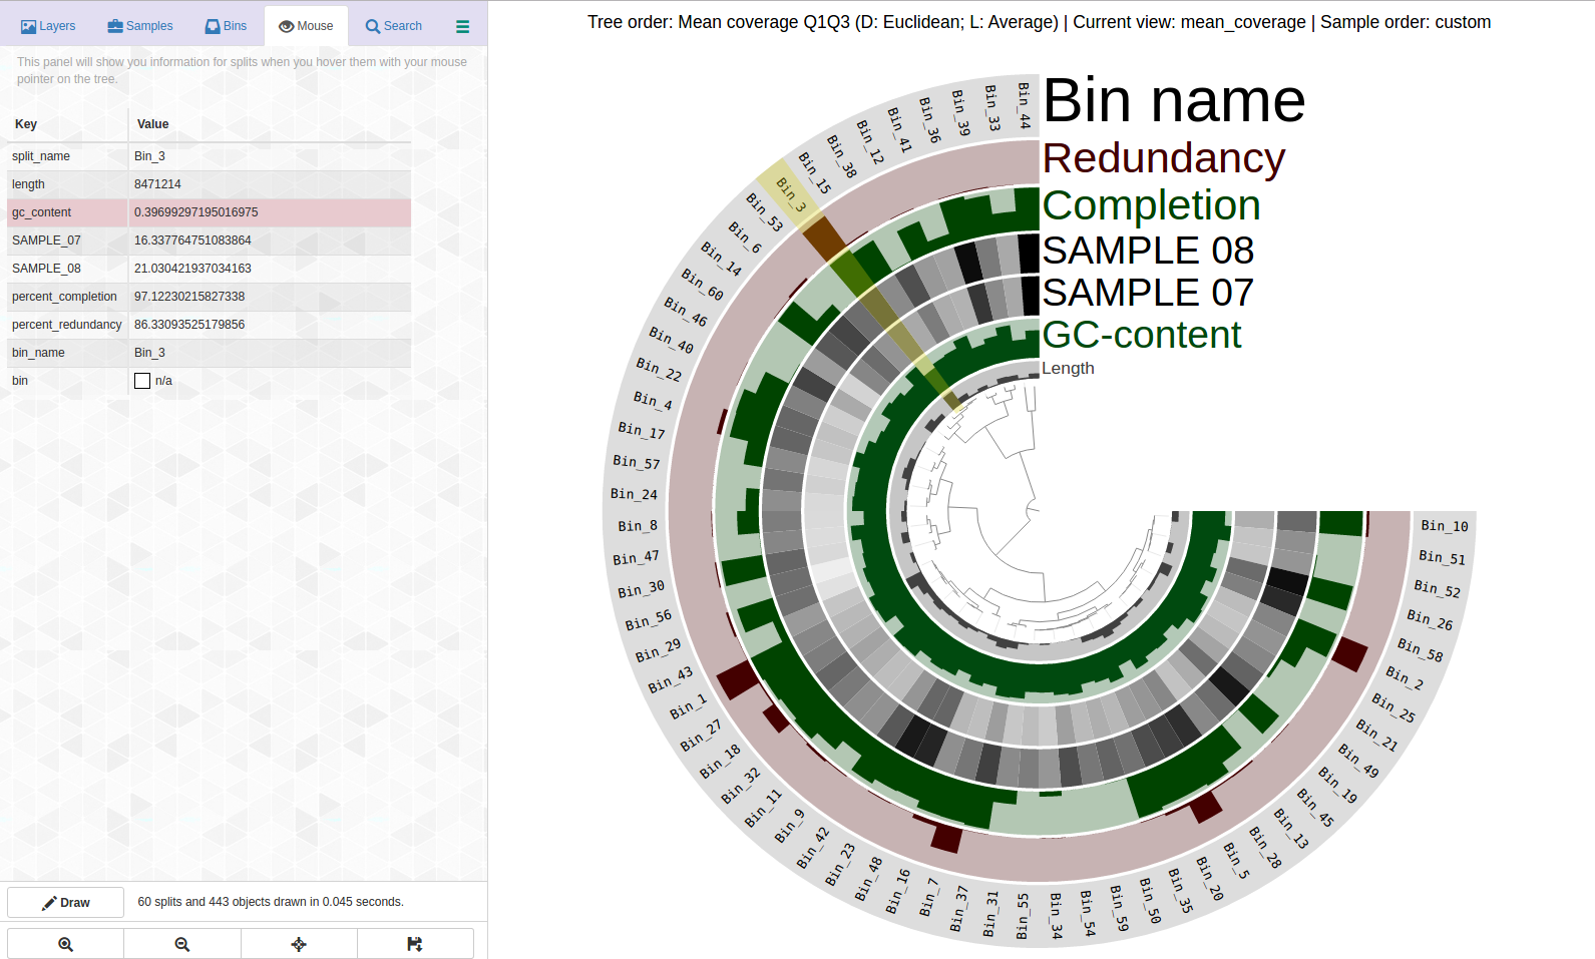 Layers Samples Bins Mouse Search
This panel will show you information for splits when you hover them with your mouse
pointer on the tree.
Key Value
split_name Bin_3
length 8471214
gc_content 0.39699297195016975
SAMPLE_07 16.337764751083864
SAMPLE_08 21.030421937034163
percent_completion 97.12230215827338
percent_redundancy 86.33093525179856
bin_name Bin_3
bin n/a
Draw 60 splits and 443 objects drawn in 0.045 seconds.
Tree order: Mean coverage Q1Q3 (D: Euclidean; L: Average) | Current view: mean_coverage | Sample order: custom
Bin name
Redundancy
Completion
SAMPLE 08
SAMPLE 07
GC-content
Length
Bin_44
Bin_33
Bin_39
Bin_36
Bin_41
Bin_12
Bin_38
Bin_15
Bin_3
Bin_53
Bin_6
Bin_14
Bin_60
Bin_46
Bin_40
Bin_22
Bin_4
Bin_17
Bin_57
Bin_24
Bin_8
Bin_47
Bin_30
Bin_56
Bin_29
Bin_43
Bin_1
Bin_27
Bin_18
Bin_32
Bin_11
Bin_9
Bin_42
Bin_23
Bin_48
Bin_16
Bin_7
Bin_37
Bin_31
Bin_55
Bin_34
Bin_54
Bin_59
Bin_50
Bin_35
Bin_20
Bin_5
Bin_28
Bin_13
Bin_45
Bin_19
Bin_49
Bin_21
Bin_25
Bin_2
Bin_58
Bin_26
Bin_52
Bin_51
Bin_10